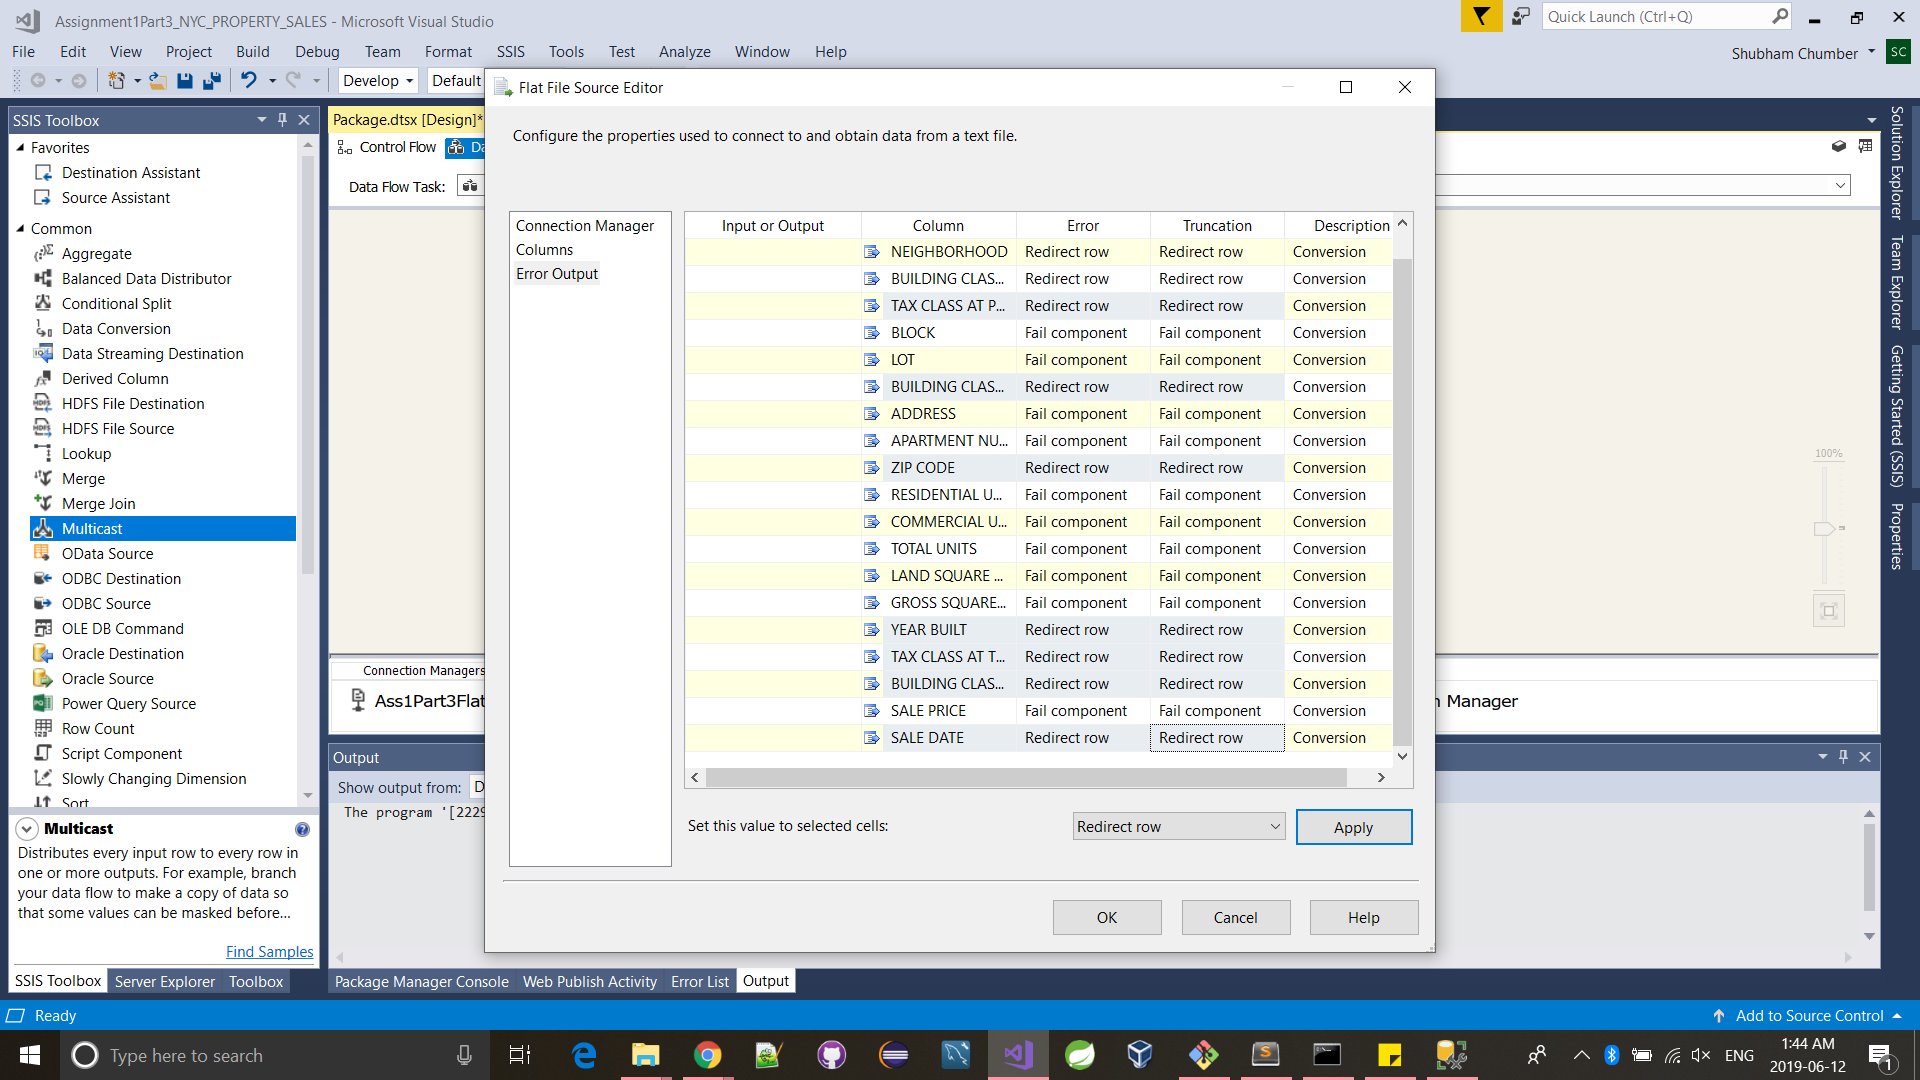 Assignment1Part3_NYC_PROPERTY_SALES - Microsoft Visual Studio
Quick Launch (Ctrl+Q)
File Edit View Project Build Debug Team Format SSIS Tools Test Analyze Window Help
Shubham Chumber SC
Develop Default
SSIS Toolbox
Favorites
Destination Assistant
Source Assistant
Common
Aggregate
Balanced Data Distributor
Conditional Split
Data Conversion
Data Streaming Destination
Derived Column
HDFS File Destination
HDFS File Source
Lookup
Merge
Merge Join
Multicast
OData Source
ODBC Destination
ODBC Source
OLE DB Command
Oracle Destination
Oracle Source
Power Query Source
Row Count
Script Component
Slowly Changing Dimension
Sort
Multicast
Distributes every input row to every row in
one or more outputs. For example, branch
your data flow to make a copy of data so
that some values can be masked before...
Find Samples
SSIS Toolbox Server Explorer Toolbox
Package.dtsx [Design]*
Control Flow Da
Data Flow Task:
Connection Managers
Ass1Part3Flat
Manager
Output
Show output from: D
The program '[2229
Flat File Source Editor
Configure the properties used to connect to and obtain data from a text file.
Connection Manager
Columns
Error Output
Input or Output Column Error Truncation Description
NEIGHBORHOOD Redirect row Redirect row Conversion
BUILDING CLAS... Redirect row Redirect row Conversion
TAX CLASS AT P... Redirect row Redirect row Conversion
BLOCK Fail component Fail component Conversion
LOT Fail component Fail component Conversion
BUILDING CLAS... Redirect row Redirect row Conversion
ADDRESS Fail component Fail component Conversion
APARTMENT NU... Fail component Fail component Conversion
ZIP CODE Redirect row Redirect row Conversion
RESIDENTIAL U... Fail component Fail component Conversion
COMMERCIAL U... Fail component Fail component Conversion
TOTAL UNITS Fail component Fail component Conversion
LAND SQUARE ... Fail component Fail component Conversion
GROSS SQUARE... Fail component Fail component Conversion
YEAR BUILT Redirect row Redirect row Conversion
TAX CLASS AT T... Redirect row Redirect row Conversion
BUILDING CLAS... Redirect row Redirect row Conversion
SALE PRICE Fail component Fail component Conversion
SALE DATE Redirect row Redirect row Conversion
Set this value to selected cells: Redirect row Apply
OK Cancel Help
100%
Solution Explorer
Team Explorer
Getting Started (SSIS)
Properties
Package Manager Console Web Publish Activity Error List Output
Ready
Add to Source Control
Type here to search
ENG
1:44 AM
2019-06-12
1